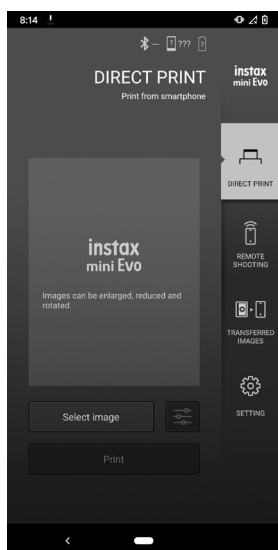 8:14
???
DIRECT PRINT
Print from smartphone
instax
mini Evo
DIRECT PRINT
REMOTE
SHOOTING
TRANSFERRED
IMAGES
SETTING
instax
mini Evo
Images can be enlarged, reduced and
rotated.
Select image
Print